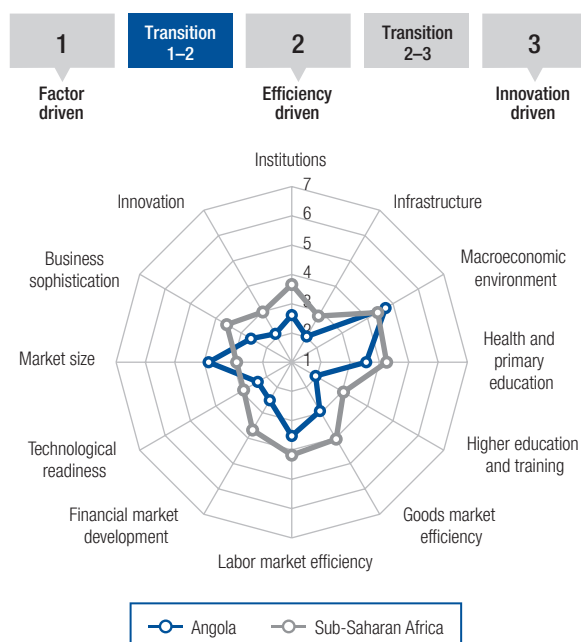 1
Transition
1–2
2
Transition
2–3
3
Factor
driven
Efficiency
driven
Innovation
driven
Institutions
7
6
5
4
3
2
1
Infrastructure
Macroeconomic
environment
Health and
primary
education
Higher education
and training
Goods market
efficiency
Labor market efficiency
Financial market
development
Technological
readiness
Market size
Business
sophistication
Innovation
Angola
Sub-Saharan Africa